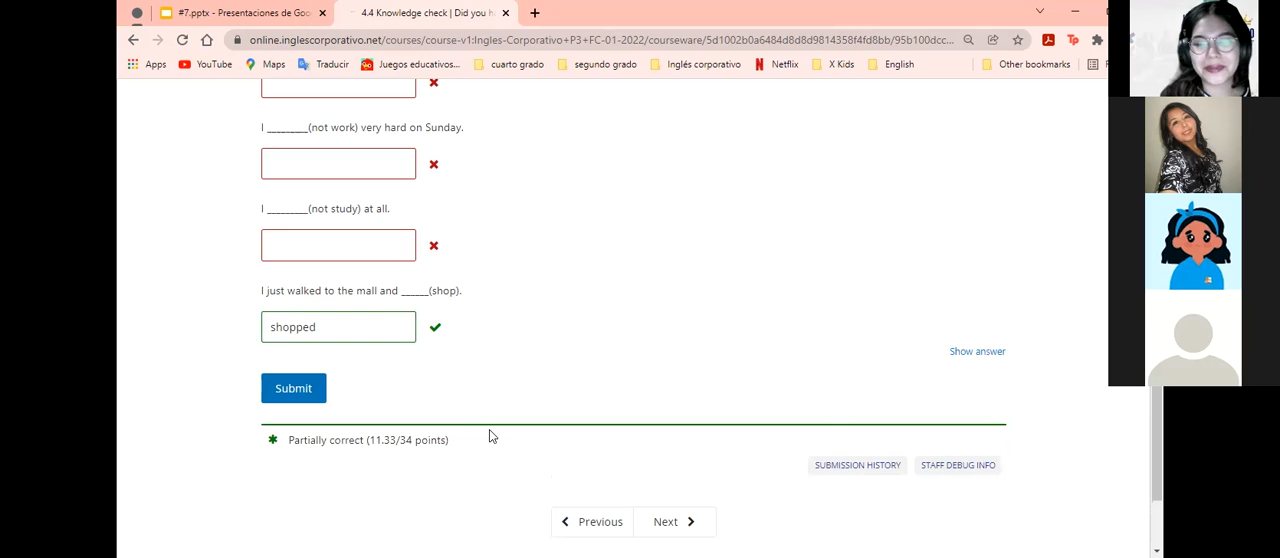 #7.pptx - Presentaciones de Goo
4.4 Knowledge check | Did you h
online.inglescorporativo.net/courses/course-v1:Ingles-Corporativo+P3+FC-01-2022/courseware/5d1002b0a6484d8d8d9814358f4fd8bb/95b100dcc...
Apps YouTube Maps Traducir Juegos educativos... cuarto grado segundo grado Inglés corporativo Netflix X Kids English Other bookmarks
I ________(not work) very hard on Sunday.
I ________(not study) at all.
I just walked to the mall and ______(shop).
shopped
Show answer
Submit
Partially correct (11.33/34 points)
SUBMISSION HISTORY STAFF DEBUG INFO
Previous Next